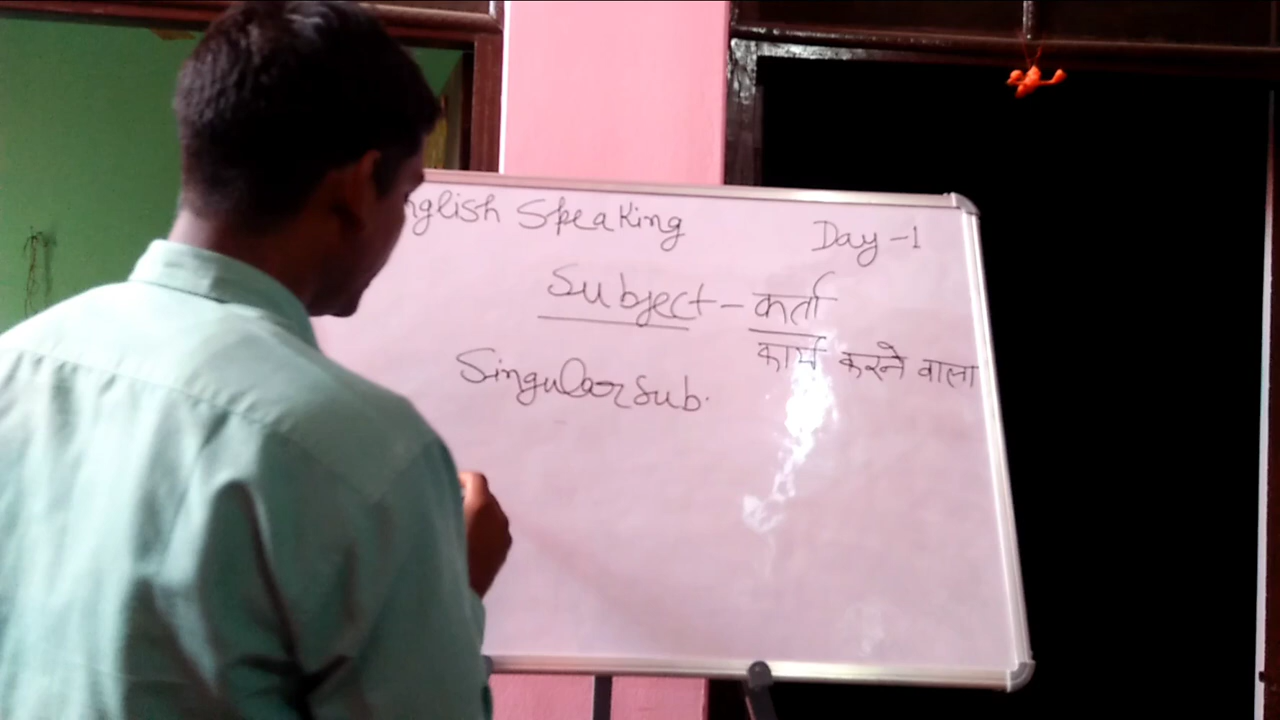 nglish Speaking Day-1
Subject - कर्ता
कार्य करने वाला
Singular sub.